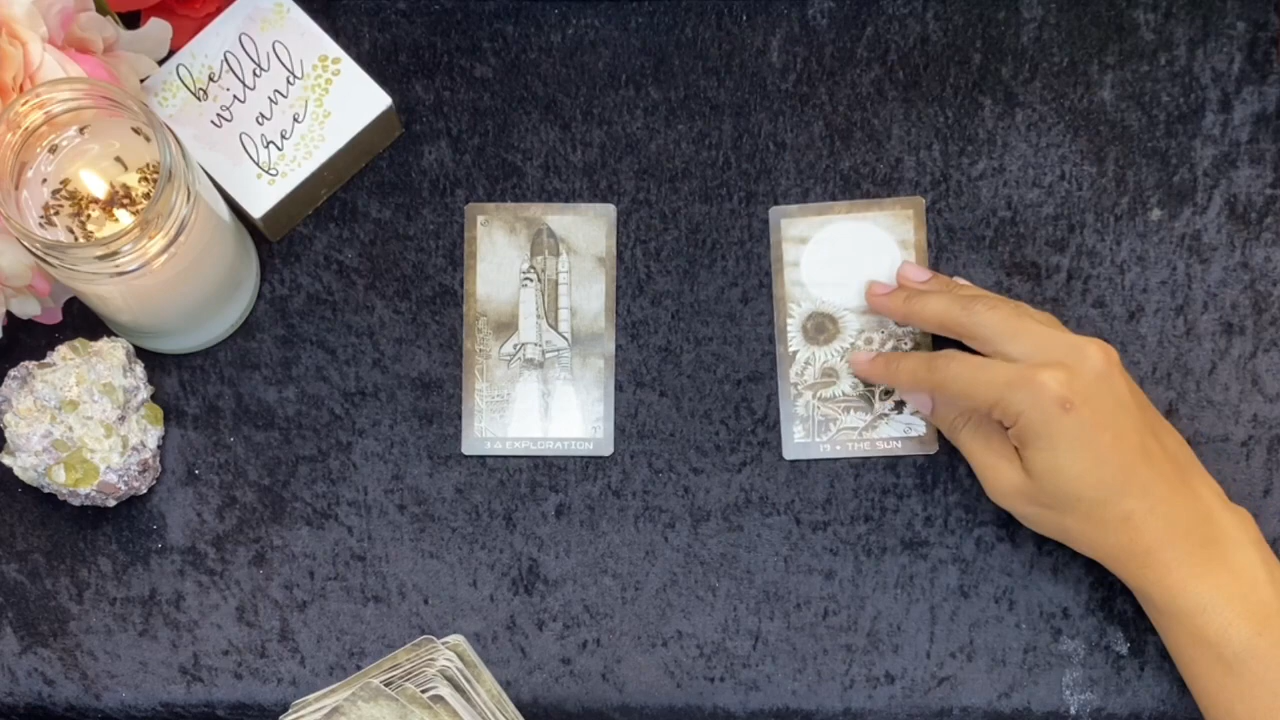 be
wild
and
free
3 △ EXPLORATION
19 • THE SUN